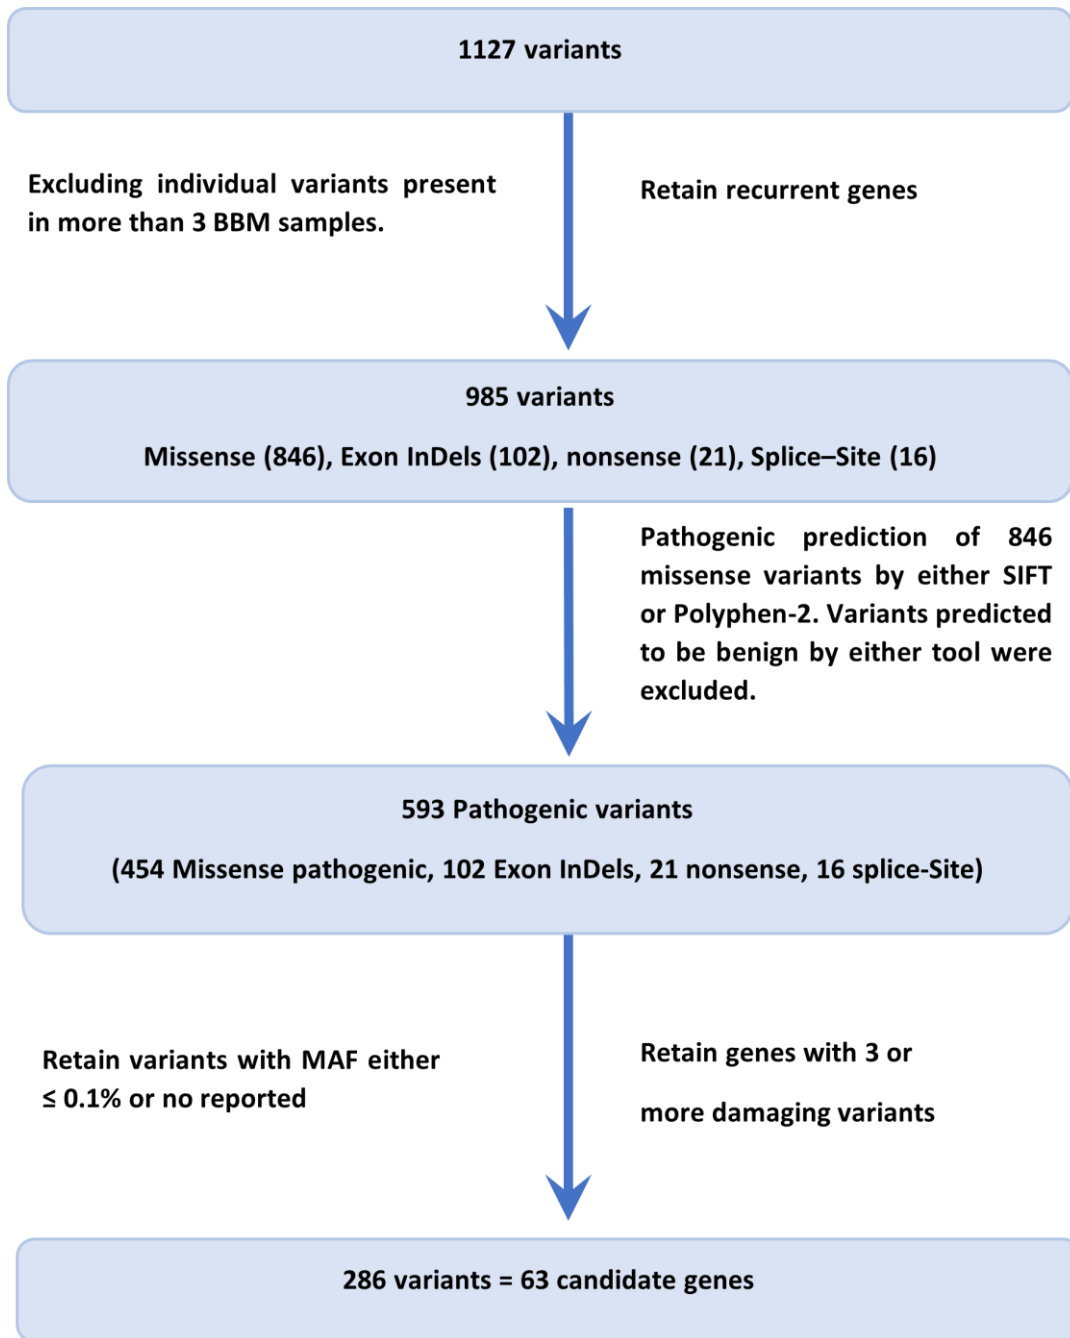 1127 variants
Excluding individual variants present
in more than 3 BBM samples.
Retain recurrent genes
985 variants
Missense (846), Exon InDels (102), nonsense (21), Splice–Site (16)
Pathogenic prediction of 846
missense variants by either SIFT
or Polyphen-2. Variants predicted
to be benign by either tool were
excluded.
593 Pathogenic variants
(454 Missense pathogenic, 102 Exon InDels, 21 nonsense, 16 splice-Site)
Retain variants with MAF either
≤ 0.1% or no reported
Retain genes with 3 or
more damaging variants
286 variants = 63 candidate genes